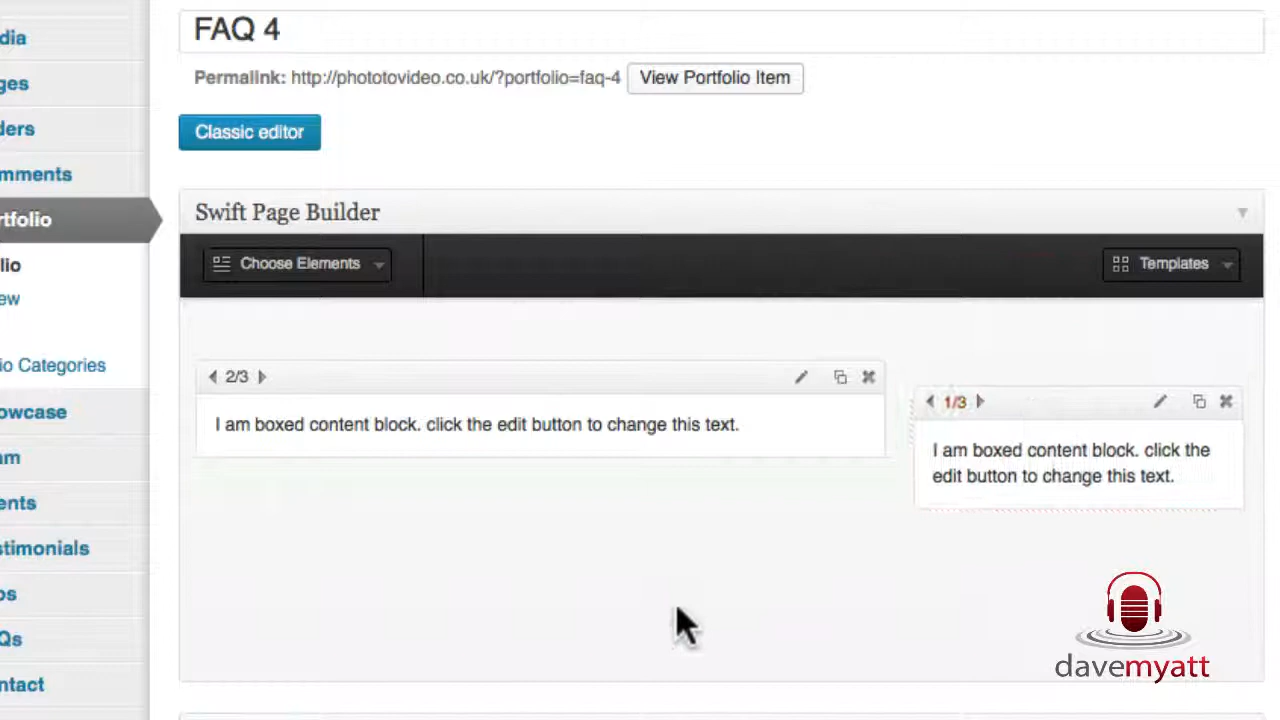 FAQ 4
Permalink: http://phototovideo.co.uk/?portfolio=faq-4 View Portfolio Item
Classic editor
Swift Page Builder
Choose Elements
Templates
2/3
I am boxed content block. click the edit button to change this text.
1/3
I am boxed content block. click the
edit button to change this text.
dia
ges
ders
mments
rtfolio
lio
ew
io Categories
owcase
am
ents
stimonials
os
Qs
ntact
davemyatt